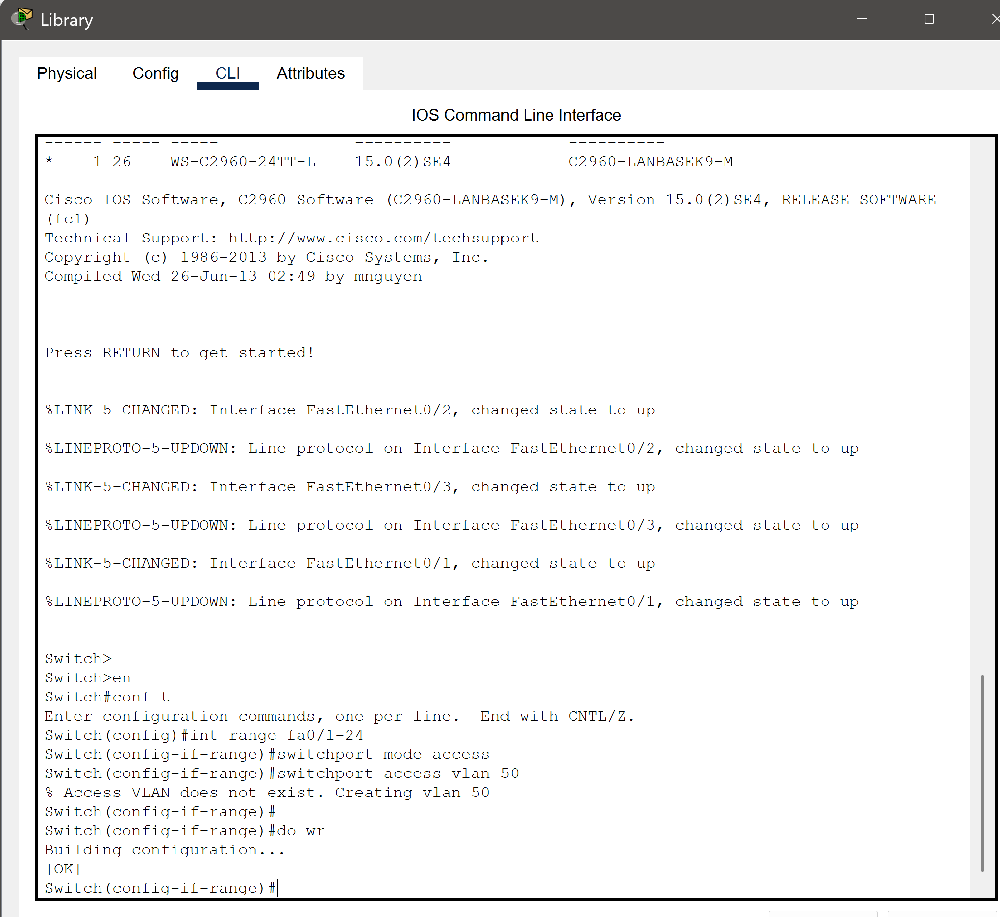 Library
Physical Config CLI Attributes
IOS Command Line Interface
------ ----- ----- ---------- ----------
* 1 26 WS-C2960-24TT-L 15.0(2)SE4 C2960-LANBASEK9-M
Cisco IOS Software, C2960 Software (C2960-LANBASEK9-M), Version 15.0(2)SE4, RELEASE SOFTWARE
(fc1)
Technical Support: http://www.cisco.com/techsupport
Copyright (c) 1986-2013 by Cisco Systems, Inc.
Compiled Wed 26-Jun-13 02:49 by mnguyen
Press RETURN to get started!
%LINK-5-CHANGED: Interface FastEthernet0/2, changed state to up
%LINEPROTO-5-UPDOWN: Line protocol on Interface FastEthernet0/2, changed state to up
%LINK-5-CHANGED: Interface FastEthernet0/3, changed state to up
%LINEPROTO-5-UPDOWN: Line protocol on Interface FastEthernet0/3, changed state to up
%LINK-5-CHANGED: Interface FastEthernet0/1, changed state to up
%LINEPROTO-5-UPDOWN: Line protocol on Interface FastEthernet0/1, changed state to up
Switch>
Switch>en
Switch#conf t
Enter configuration commands, one per line.  End with CNTL/Z.
Switch(config)#int range fa0/1-24
Switch(config-if-range)#switchport mode access
Switch(config-if-range)#switchport access vlan 50
% Access VLAN does not exist. Creating vlan 50
Switch(config-if-range)#
Switch(config-if-range)#do wr
Building configuration...
[OK]
Switch(config-if-range)#